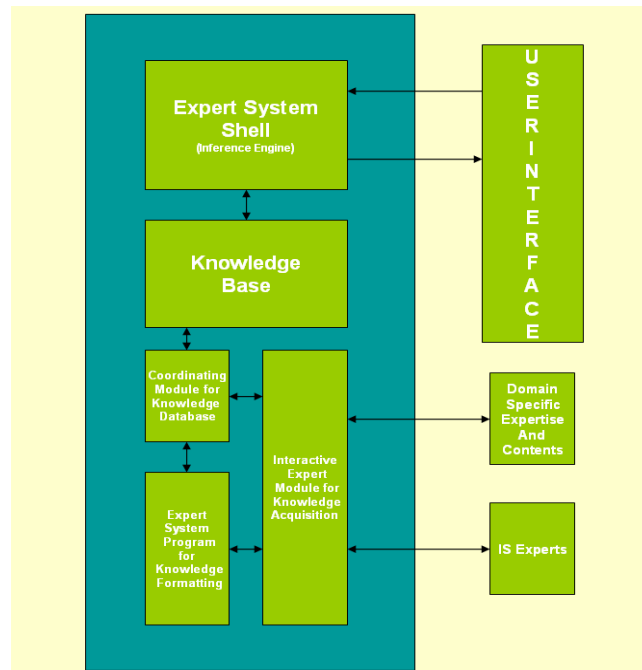 Expert System
Shell
(Inference Engine)
U
S
E
R
I
N
T
E
R
F
A
C
E
Knowledge
Base
Coordinating
Module for
Knowledge
Database
Interactive
Expert
Module for
Knowledge
Acquisition
Expert
System
Program
for
Knowledge
Formatting
Domain
Specific
Expertise
And
Contents
IS Experts